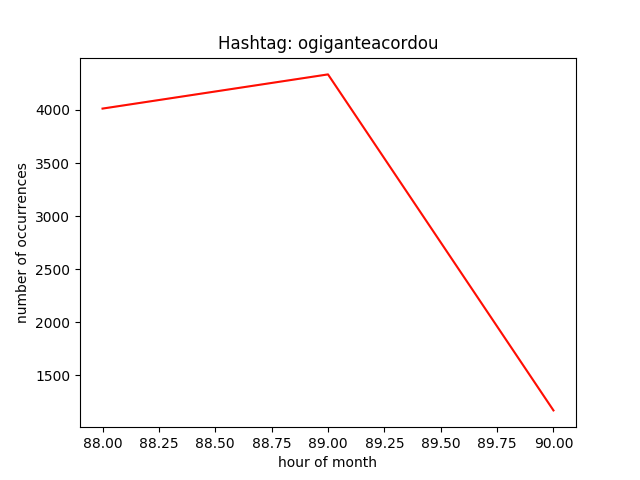 Hashtag: ogiganteacordou
number of occurrences
4000
3500
3000
2500
2000
1500
88.00 88.25 88.50 88.75 89.00 89.25 89.50 89.75 90.00
hour of month